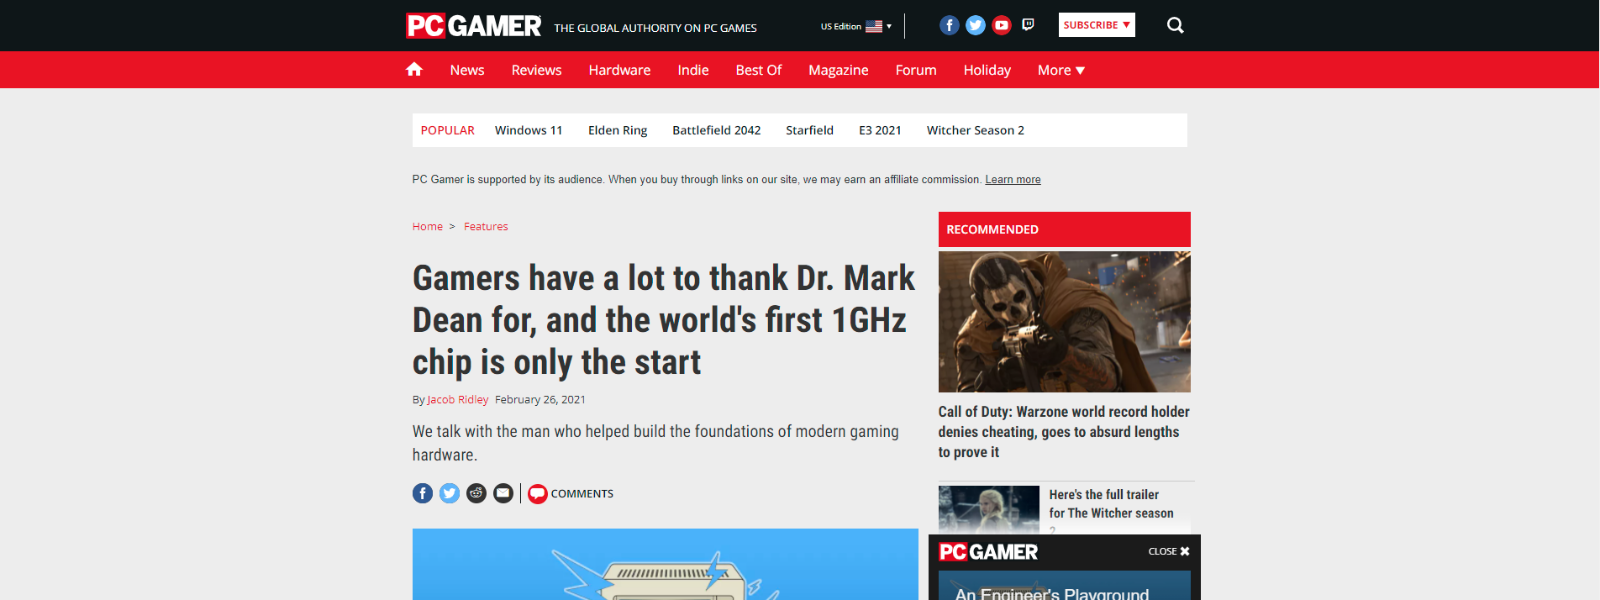 PC GAMER THE GLOBAL AUTHORITY ON PC GAMES US Edition SUBSCRIBE
News Reviews Hardware Indie Best Of Magazine Forum Holiday More
POPULAR Windows 11 Elden Ring Battlefield 2042 Starfield E3 2021 Witcher Season 2
PC Gamer is supported by its audience. When you buy through links on our site, we may earn an affiliate commission. Learn more
Home > Features
Gamers have a lot to thank Dr. Mark
Dean for, and the world's first 1GHz
chip is only the start
By Jacob Ridley February 26, 2021
We talk with the man who helped build the foundations of modern gaming
hardware.
COMMENTS
RECOMMENDED
Call of Duty: Warzone world record holder
denies cheating, goes to absurd lengths
to prove it
Here's the full trailer
for The Witcher season
2
PC GAMER CLOSE
An Engineer's Playground